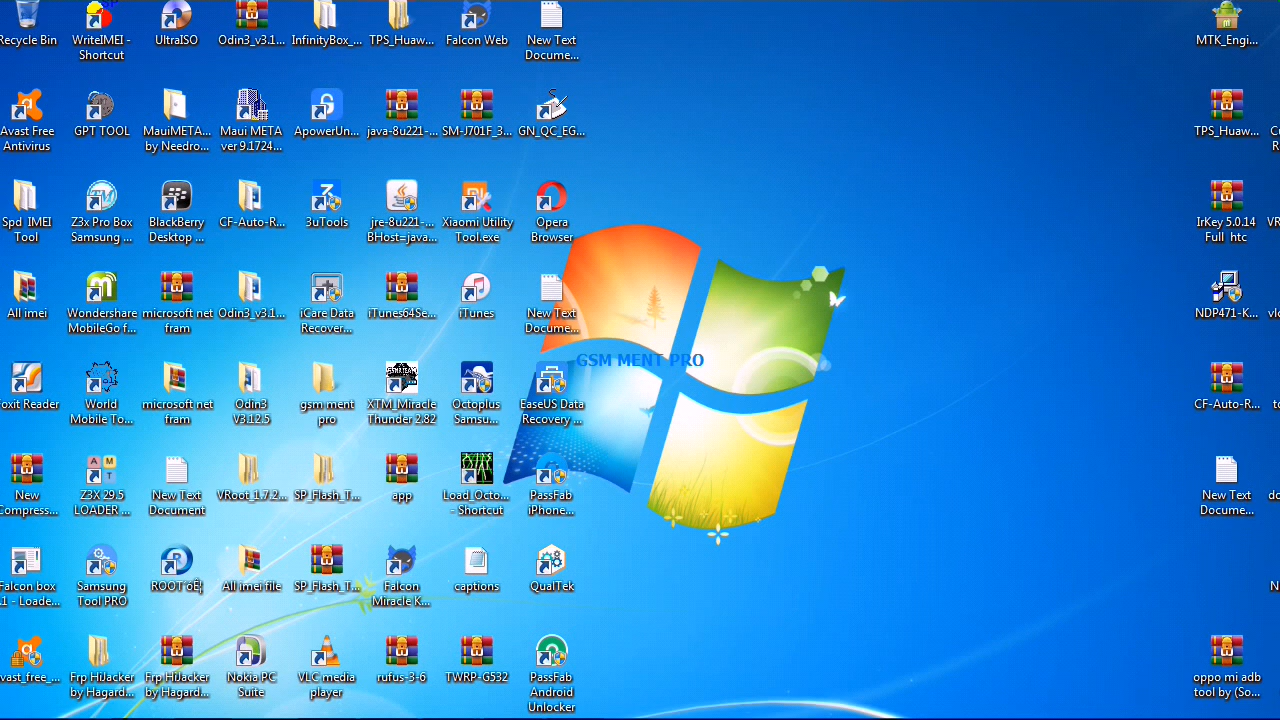 Recycle Bin
WriteIMEI -
Shortcut
UltraISO
Odin3_v3.1...
InfinityBox_...
TPS_Huaw...
Falcon Web
New Text
Docume...
MTK_Engi...
Avast Free
Antivirus
GPT TOOL
MauiMETA...
by Needro...
Maui META
ver 9.1724...
ApowerUn...
java-8u221-...
SM-J701F_3...
GN_QC_EG...
TPS_Huaw...
Spd IMEI
Tool
Z3x Pro Box
Samsung ...
BlackBerry
Desktop ...
CF-Auto-R...
3uTools
jre-8u221-...
BHost=java...
Xiaomi Utility
Tool.exe
Opera
Browser
IrKey 5.0.14
Full htc
All imei
Wondershare
MobileGo f...
microsoft net
fram
Odin3_v3.1...
iCare Data
Recover...
iTunes64Se...
iTunes
New Text
Docume...
NDP471-K...
GSM MENT PRO
oxit Reader
World
Mobile To...
microsoft net
fram
Odin3
V3.12.5
gsm ment
pro
XTM_Miracle
Thunder 2.82
Octoplus
Samsu...
EaseUS Data
Recovery ...
CF-Auto-R...
New
Compress...
Z3X 29.5
LOADER ...
New Text
Document
VRoot_1.7.2...
SP_Flash_T...
app
Load_Octo...
- Shortcut
PassFab
iPhone...
New Text
Docume...
Falcon box
.1 - Loade...
Samsung
Tool PRO
All imei file
SP_Flash_T...
Falcon
Miracle K...
captions
QualTek
vast_free_...
Frp HiJacker
by Hagard...
Frp HiJacker
by Hagard...
Nokia PC
Suite
VLC media
player
rufus-3-6
TWRP-G532
PassFab
Android
Unlocker
oppo mi adb
tool by (So...